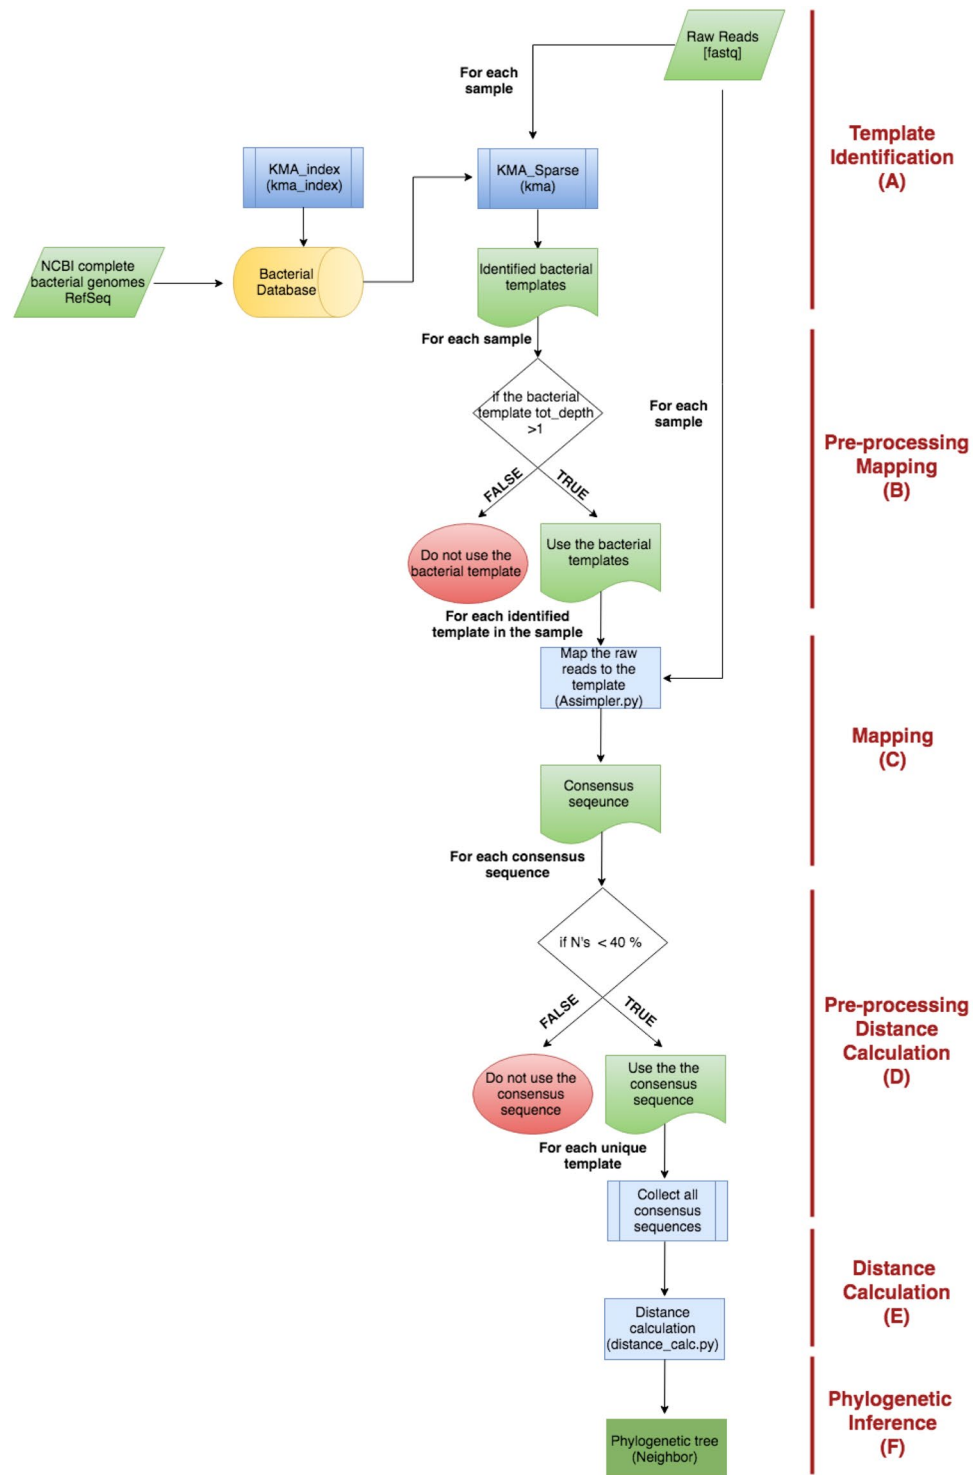 Raw Reads
[fastq]
For each
sample
Template
Identification
(A)
KMA_index
(kma_index)
KMA_Sparse
(kma)
NCBI complete
bacterial genomes
RefSeq
Bacterial
Database
Identified bacterial
templates
For each sample
if the bacterial
template tot_depth
>1
For each
sample
Pre-processing
Mapping
(B)
FALSE
TRUE
Do not use the
bacterial template
Use the bacterial
templates
For each identified
template in the sample
Map the raw
reads to the
template
(Assimpler.py)
Mapping
(C)
Consensus
seqeunce
For each consensus
sequence
if N's < 40 %
FALSE
TRUE
Pre-processing
Distance
Calculation
(D)
Do not use the
consensus
sequence
Use the the
consensus
sequence
For each unique
template
Collect all
consensus
sequences
Distance
Calculation
(E)
Distance
calculation
(distance_calc.py)
Phylogenetic
Inference
(F)
Phylogenetic tree
(Neighbor)